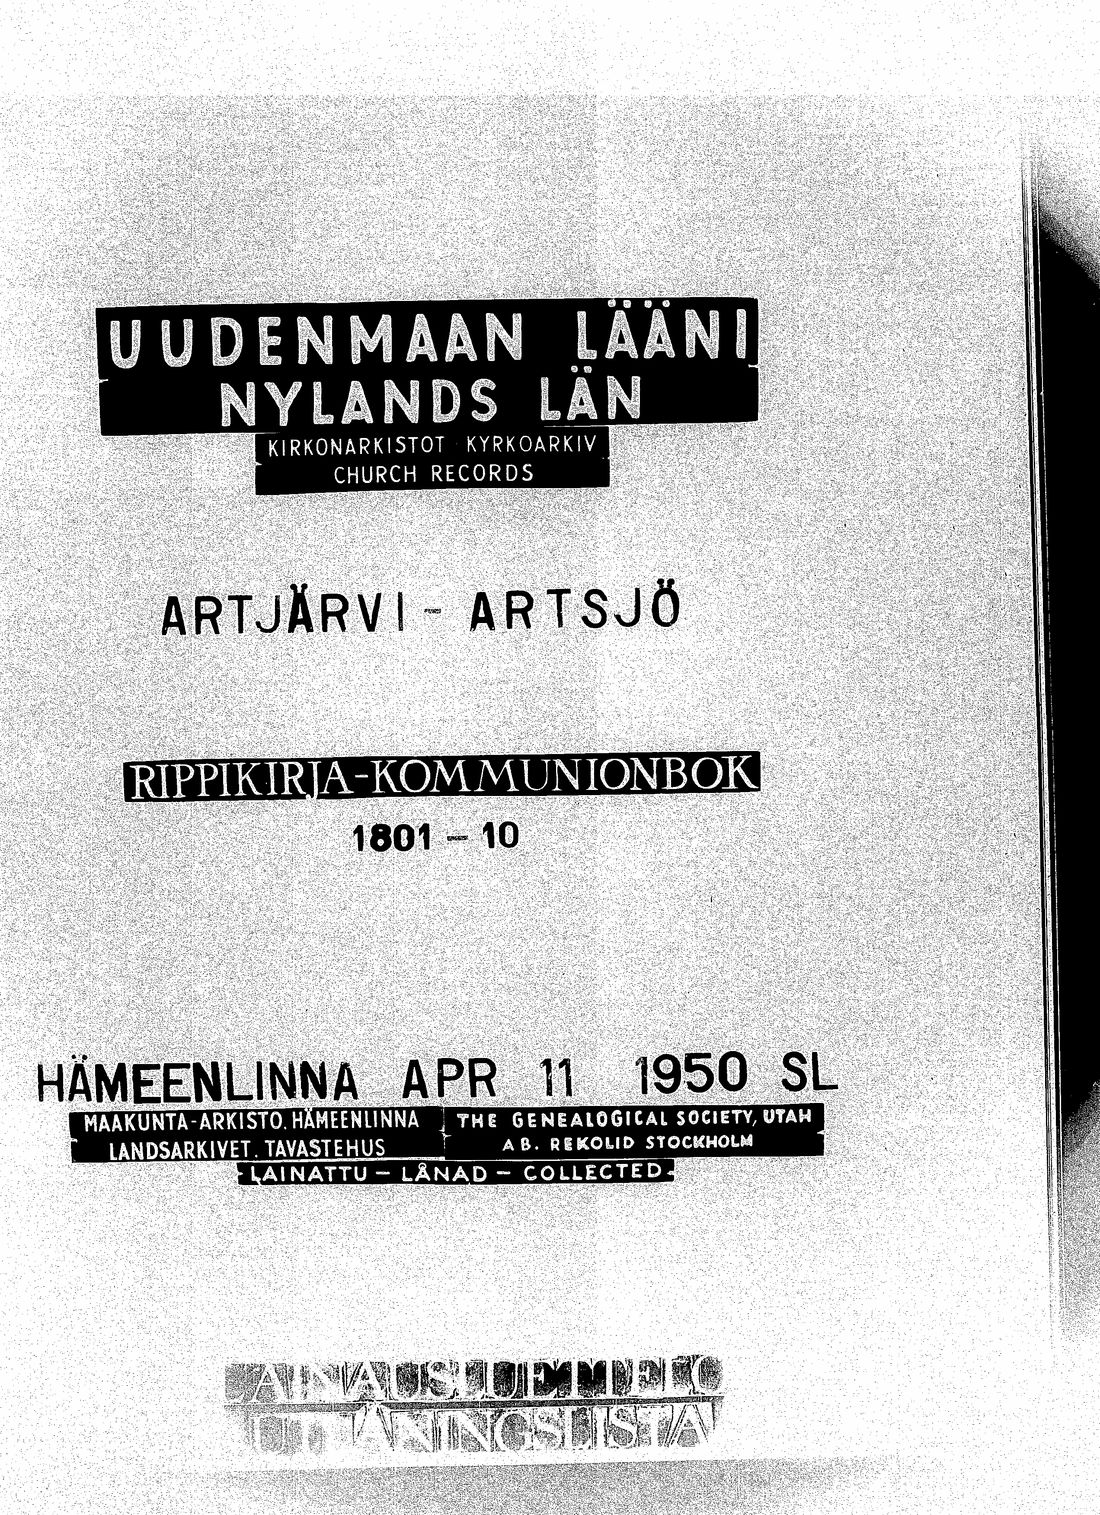 UUDENMAAN LÄÄNI
NYLANDS LÄN
KIRKONARKISTOT KYRKOARKIV
CHURCH RECORDS
ARTJÄRVI - ARTSJÖ
RIPPIKIRJA-KOMMUNIONBOK
1801 - 10
HÄMEENLINNA APR 11 1950 SL
MAAKUNTA-ARKISTO. HÄMEENLINNA
LANDSARKIVET. TAVASTEHUS
THE GENEALOGICAL SOCIETY, UTAH
AB. REKOLID STOCKHOLM
LAINATTU - LÅNAD - COLLECTED
LAINAUSLUETTELO
UTLÅNINGSLISTA